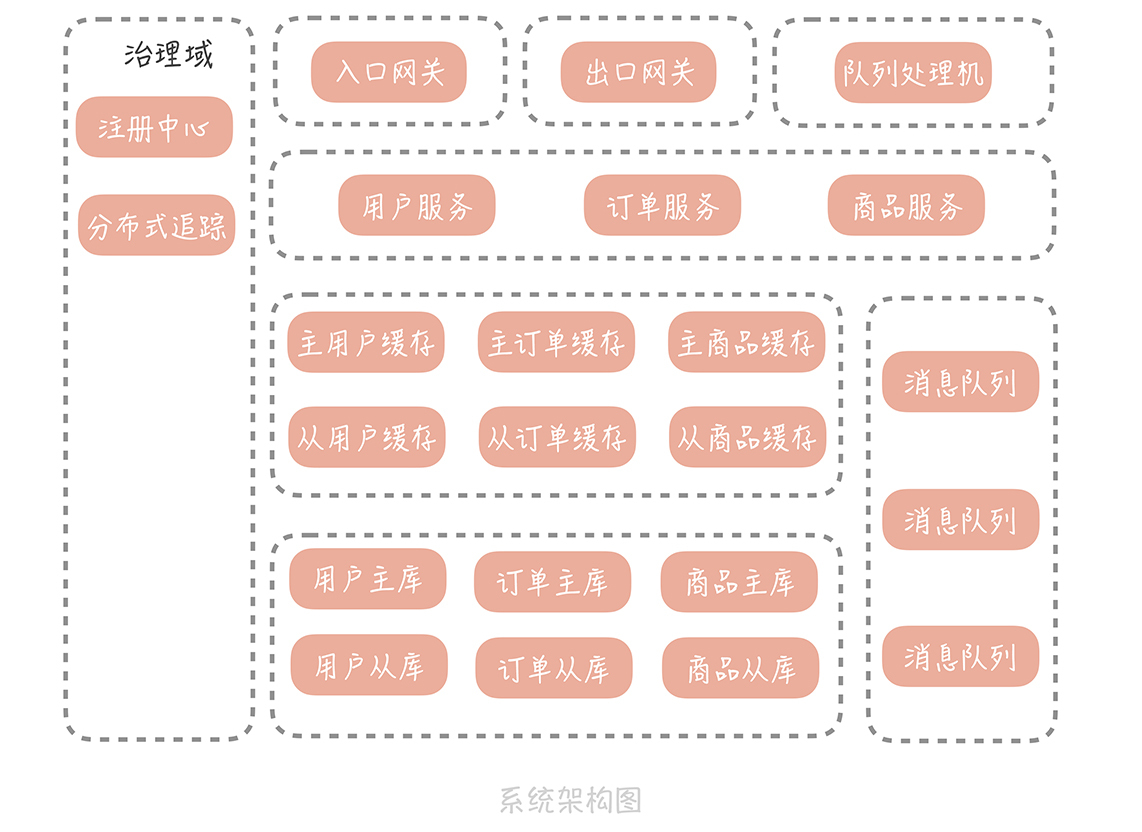 治理域
注册中心
分布式追踪
入口网关
出口网关
队列处理机
用户服务
订单服务
商品服务
主用户缓存
主订单缓存
主商品缓存
从用户缓存
从订单缓存
从商品缓存
用户主库
订单主库
商品主库
用户从库
订单从库
商品从库
消息队列
消息队列
消息队列
系统架构图